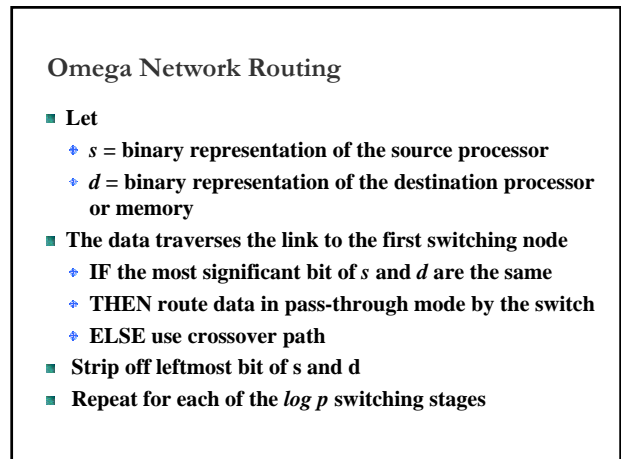 Omega Network Routing
Let
s = binary representation of the source processor
d = binary representation of the destination processor
or memory
The data traverses the link to the first switching node
IF the most significant bit of s and d are the same
THEN route data in pass-through mode by the switch
ELSE use crossover path
Strip off leftmost bit of s and d
Repeat for each of the log p switching stages